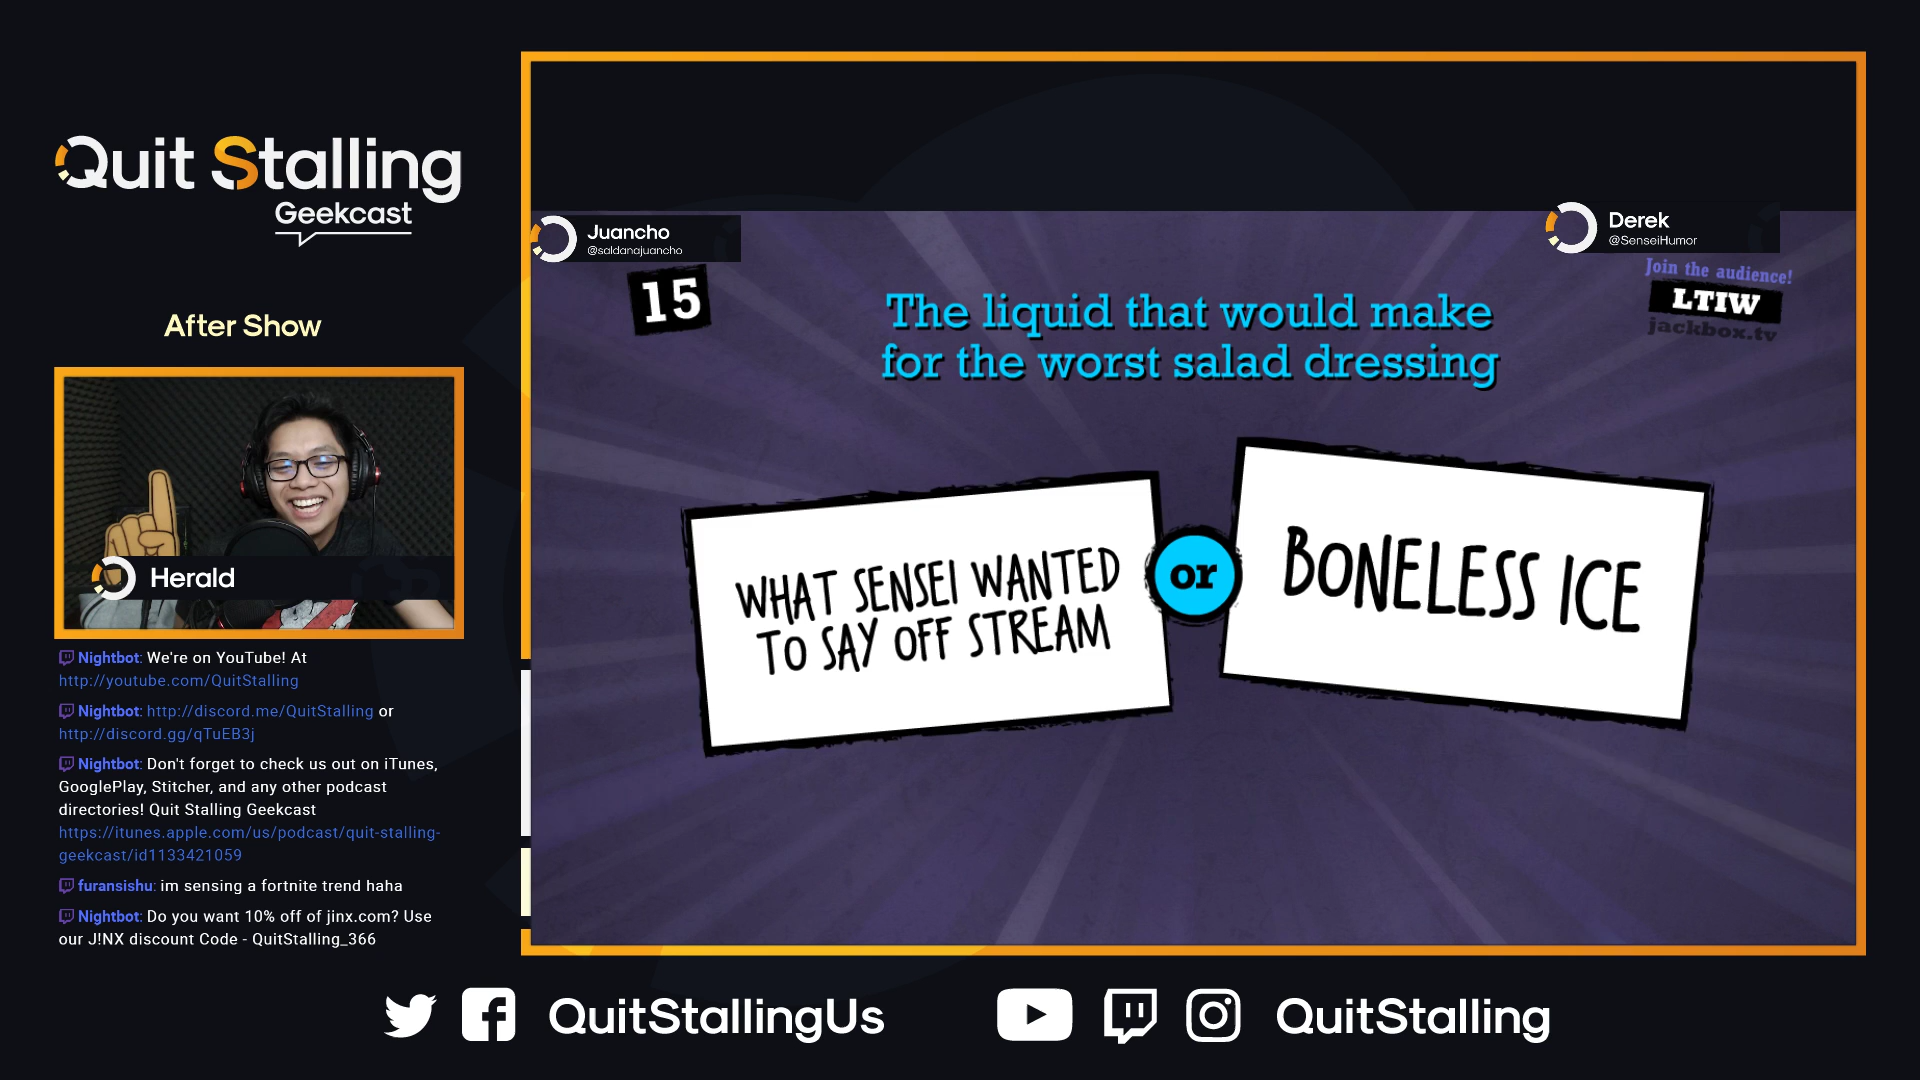 Quit Stalling
Geekcast
After Show
Herald
Nightbot: We're on YouTube! At
http://youtube.com/QuitStalling
Nightbot: http://discord.me/QuitStalling or
http://discord.gg/qTuEB3j
Nightbot: Don't forget to check us out on iTunes,
GooglePlay, Stitcher, and any other podcast
directories! Quit Stalling Geekcast
https://itunes.apple.com/us/podcast/quit-stalling-
geekcast/id1133421059
furansishu: im sensing a fortnite trend haha
Nightbot: Do you want 10% off of jinx.com? Use
our J!NX discount Code - QuitStalling_366
Juancho
@saldanajuancho
Derek
@SenseiHumor
15
Join the audience!
LTIW
jackbox.tv
The liquid that would make
for the worst salad dressing
WHAT SENSEI WANTED
TO SAY OFF STREAM
or
BONELESS ICE
QuitStallingUs
QuitStalling